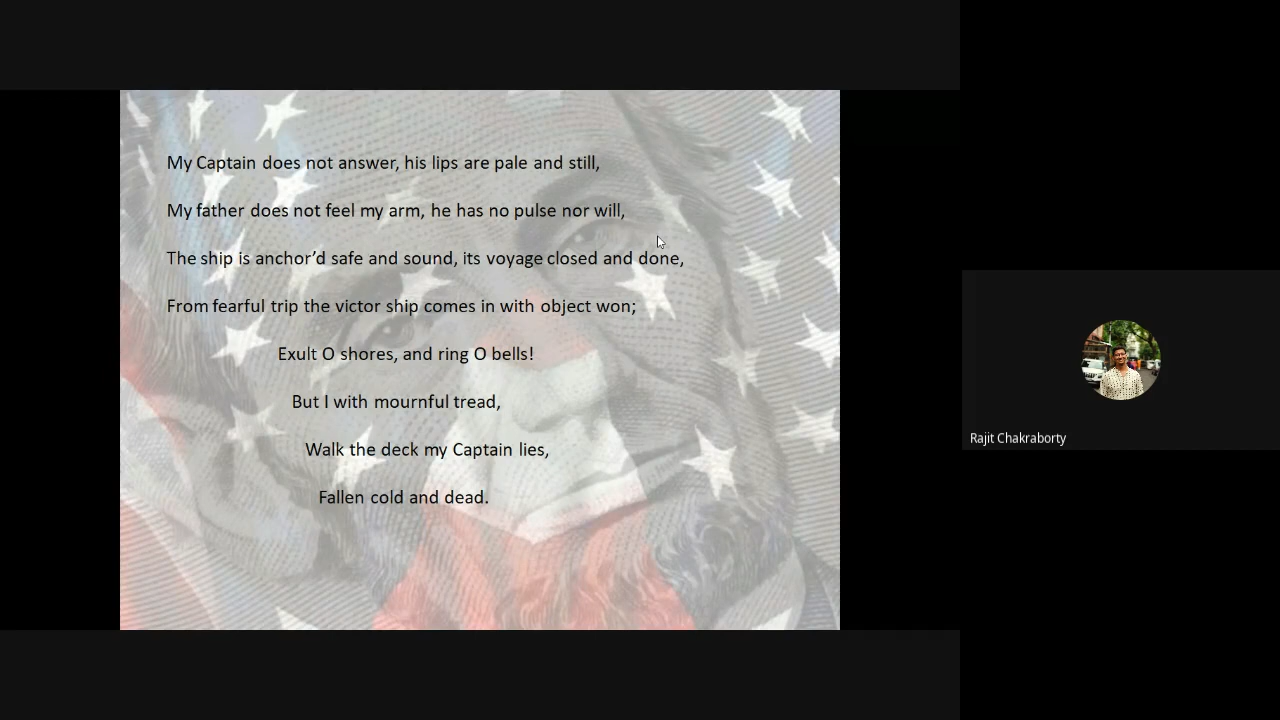 My Captain does not answer, his lips are pale and still,
My father does not feel my arm, he has no pulse nor will,
The ship is anchor’d safe and sound, its voyage closed and done,
From fearful trip the victor ship comes in with object won;
Exult O shores, and ring O bells!
But I with mournful tread,
Walk the deck my Captain lies,
Fallen cold and dead.
Rajit Chakraborty